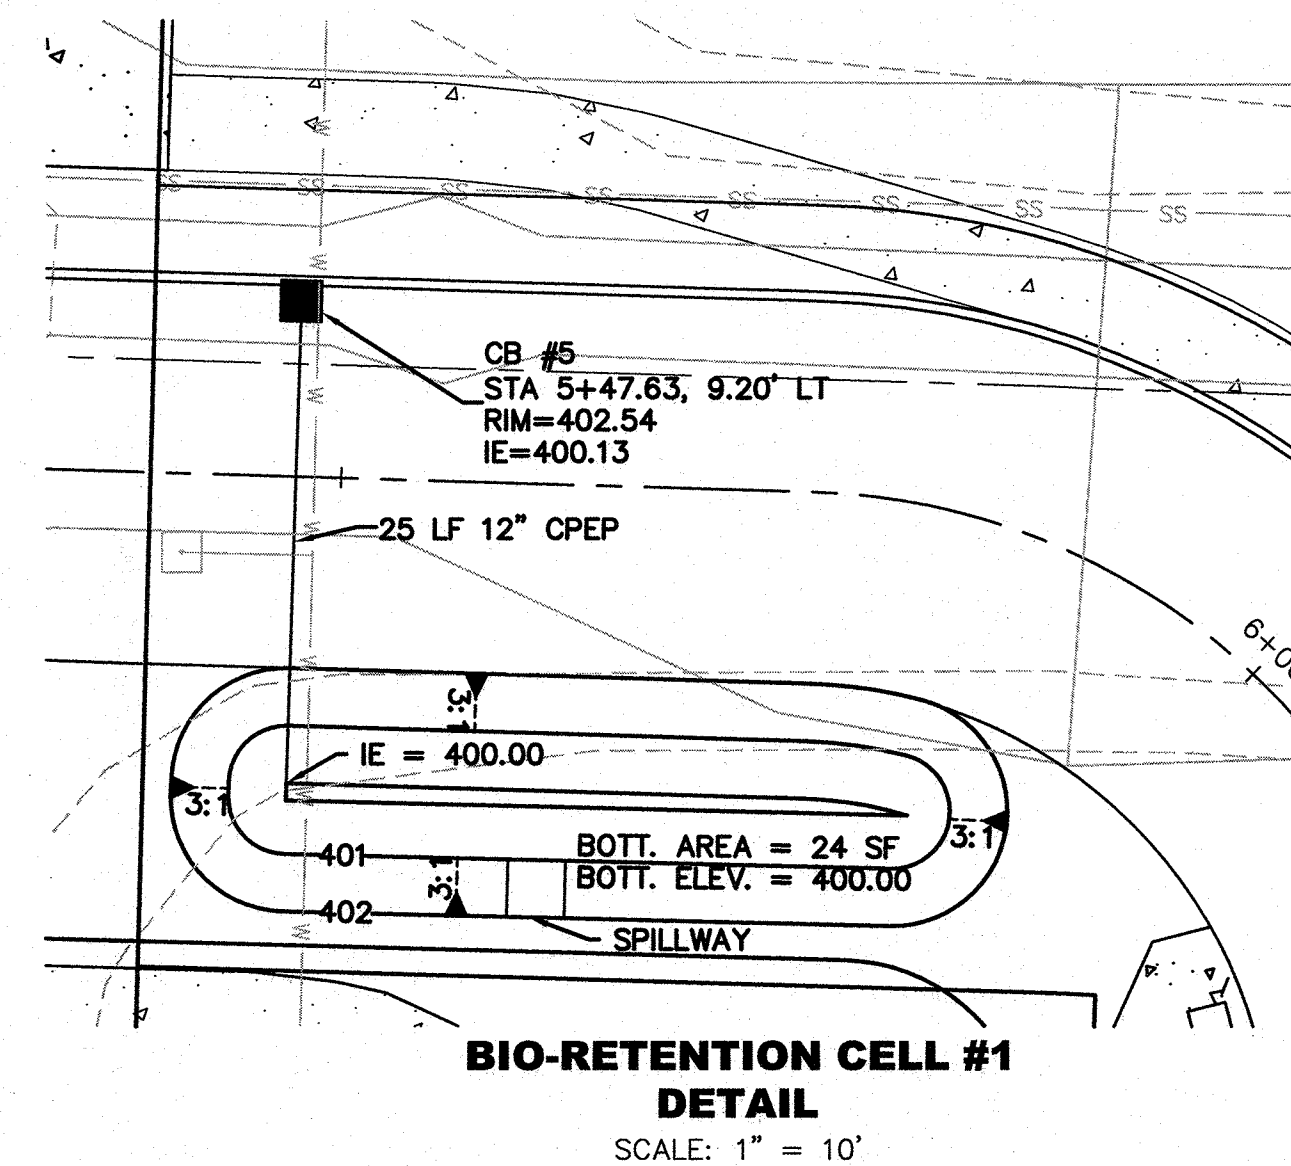 SS SS SS SS SS SS SS SS
W
W
CB #5
STA 5+47.63, 9.20' LT
RIM=402.54
IE=400.13
W
25 LF 12" CPEP
W
6+00
W
3:1
IE = 400.00
3:1
W
3:1
BOTT. AREA = 24 SF
401
3:1
BOTT. ELEV. = 400.00
402
W
SPILLWAY
BIO-RETENTION CELL #1
DETAIL
SCALE: 1" = 10'